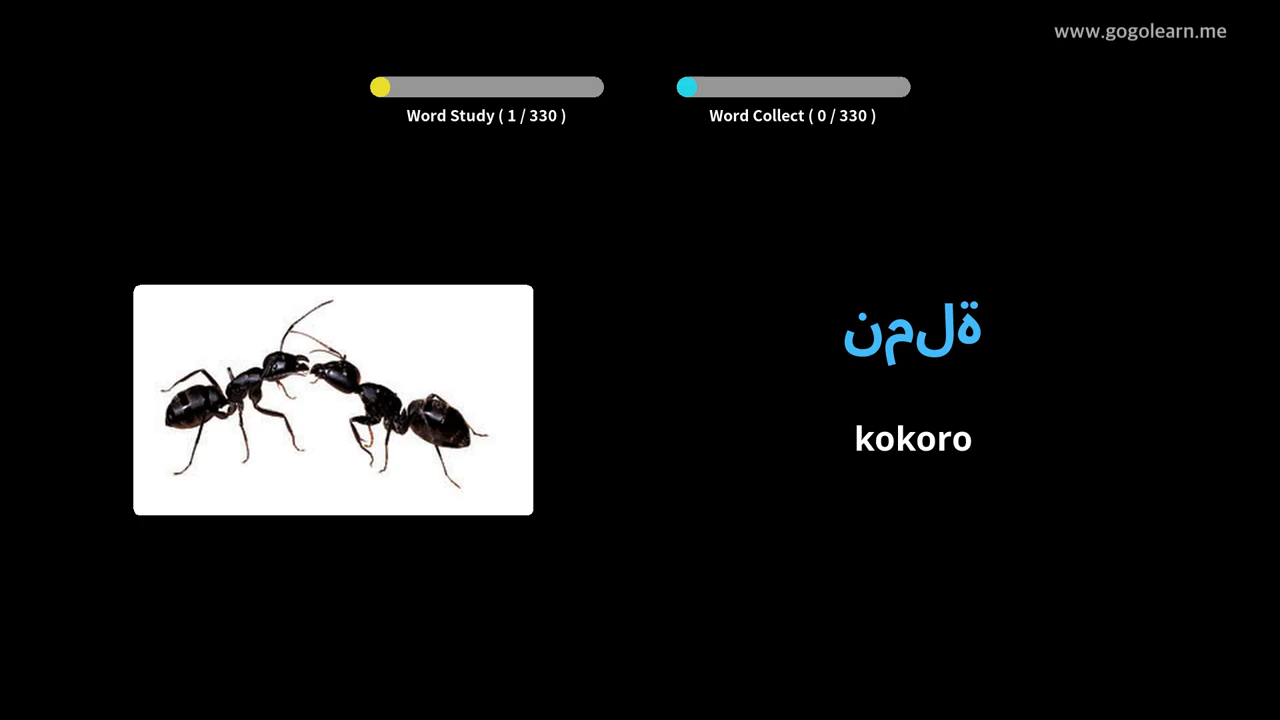 www.gogolearn.me
Word Study ( 1 / 330 )
Word Collect ( 0 / 330 )
نملة
kokoro